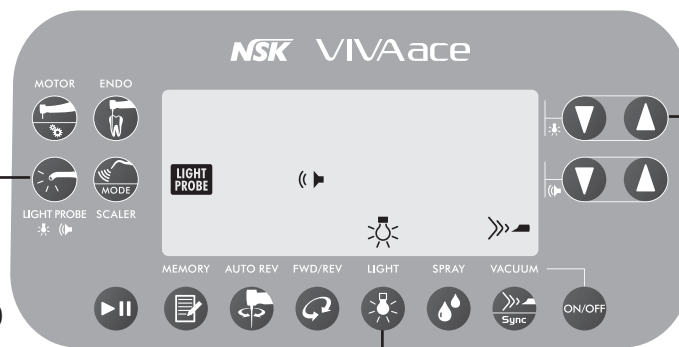 NSK VIVAace
MOTOR ENDO
MODE
LIGHT PROBE SCALER
LIGHT
PROBE
MEMORY AUTO REV FWD/REV LIGHT SPRAY VACUUM
Sync
ON/OFF
)